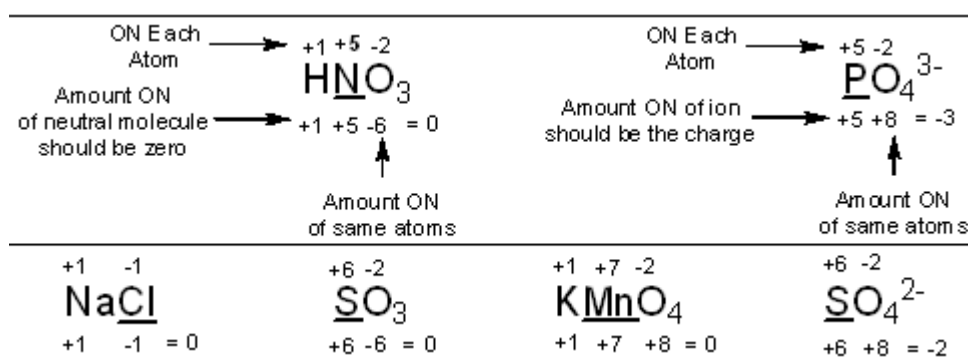 ON Each
Atom
+1 +5 -2
HNO3
Amount ON
of neutral molecule
should be zero
+1 +5 -6 = 0
Amount ON
of same atoms
ON Each
Atom
+5 -2
PO4 3-
Amount ON of ion
should be the charge
+5 +8 = -3
Amount ON
of same atoms
+1 -1
NaCl
+1 -1 = 0
+6 -2
SO3
+6 -6 = 0
+1 +7 -2
KMnO4
+1 +7 +8 = 0
+6 -2
SO4 2-
+6 +8 = -2